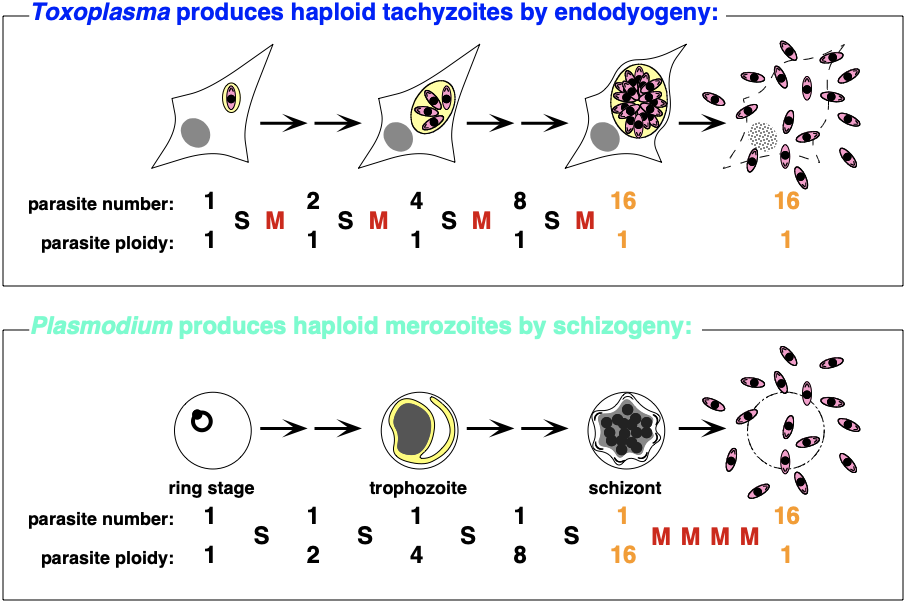 Toxoplasma produces haploid tachyzoites by endodyogeny:
parasite number: 1 2 4 8 16 16
S M S M S M S M
parasite ploidy: 1 1 1 1 1 1
Plasmodium produces haploid merozoites by schizogeny:
ring stage trophozoite schizont
parasite number: 1 1 1 1 1 16
S S S S M M M M
parasite ploidy: 1 2 4 8 16 1